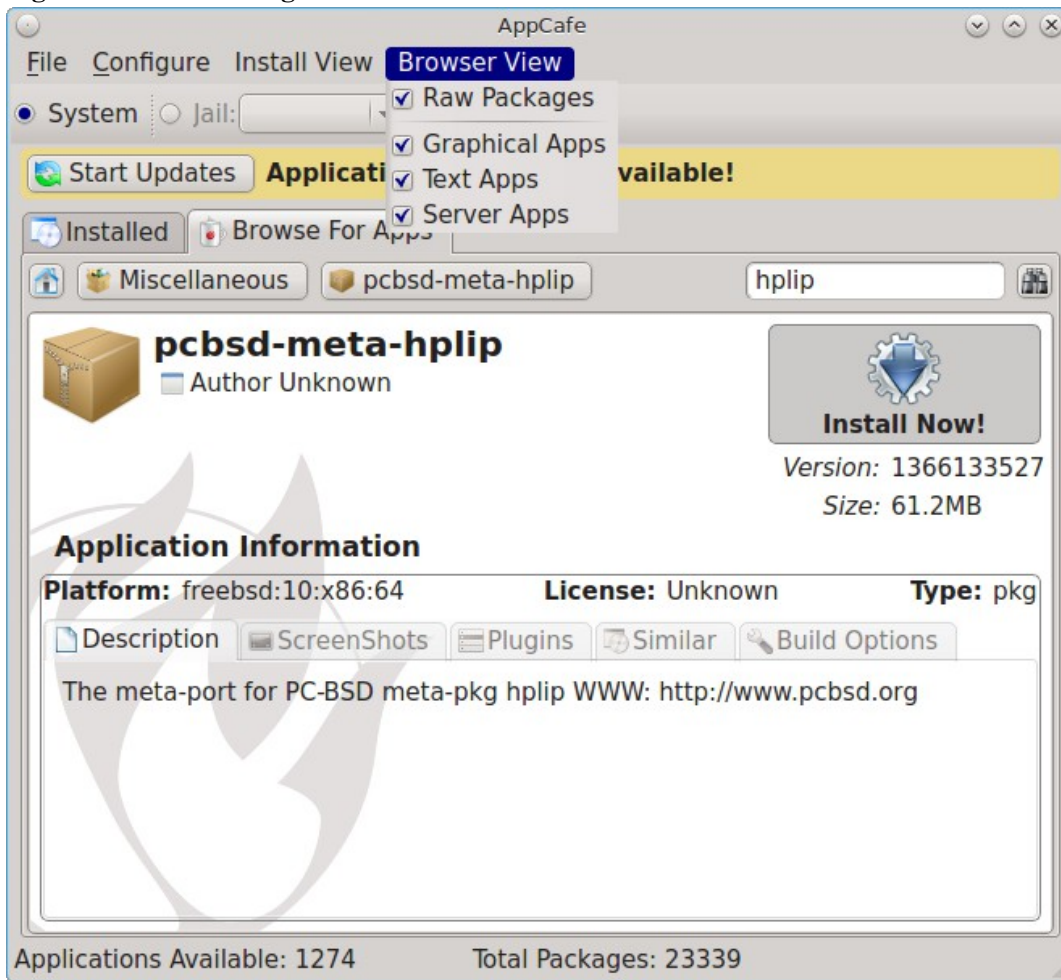 AppCafe
File Configure Install View Browser View
Raw Packages
System Jail:
Graphical Apps
Start Updates vailable!
Text Apps
Server Apps
Installed Browse For
Miscellaneous pcbsd-meta-hplip hplip
pcbsd-meta-hplip
Author Unknown
Install Now!
Version: 1366133527
Size: 61.2MB
Application Information
Platform: freebsd:10:x86:64 License: Unknown Type: pkg
Description ScreenShots Plugins Similar Build Options
The meta-port for PC-BSD meta-pkg hplip WWW: http://www.pcbsd.org
Applications Available: 1274 Total Packages: 23339